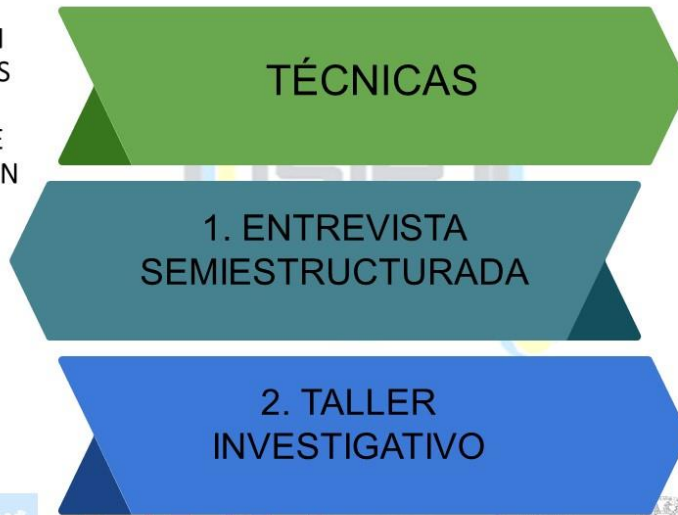 TÉCNICAS
1. ENTREVISTA
SEMIESTRUCTURADA
2. TALLER
INVESTIGATIVO